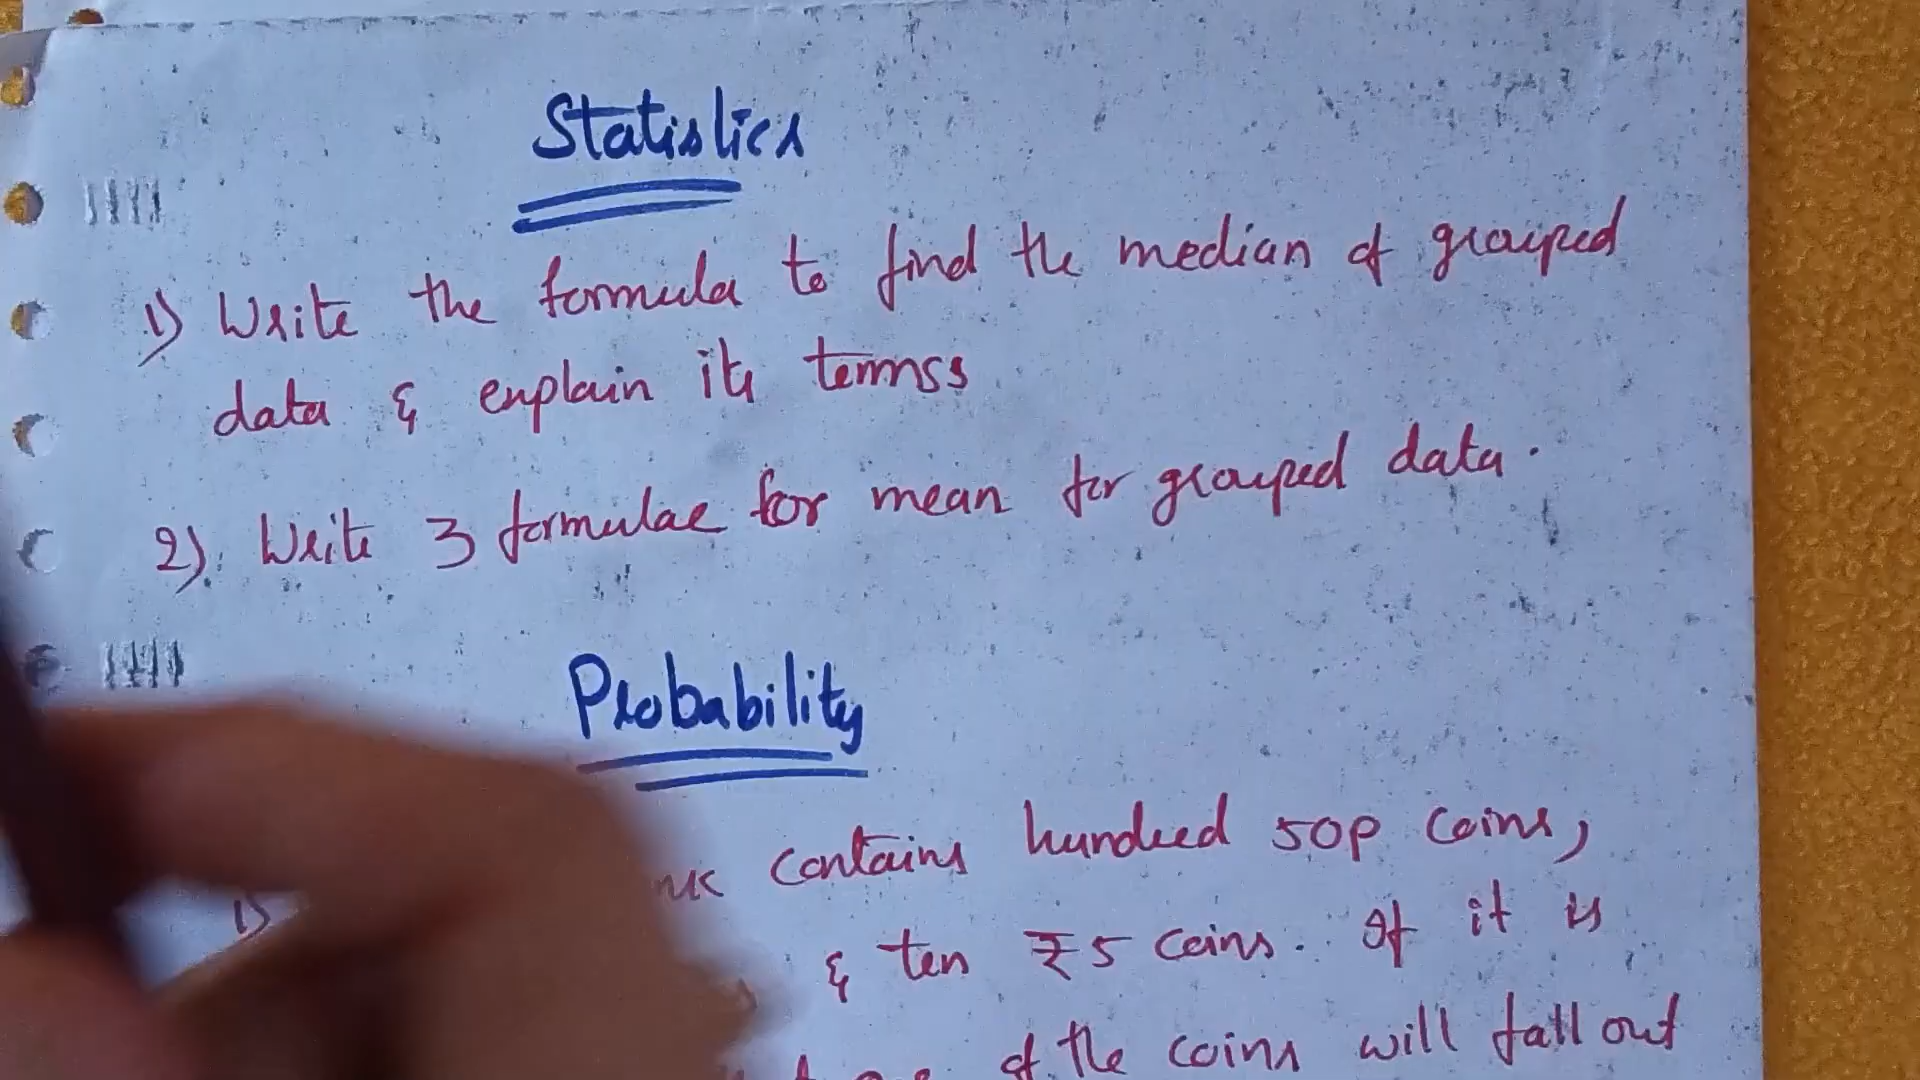 Statistics
1) Write the formula to find the median of grouped
data & explain its termss
2). Write 3 formulae for mean for grouped data.
Probability
1) contains hundred 50p coins,
& ten ₹5 coins. If it is
of the coins will fall out